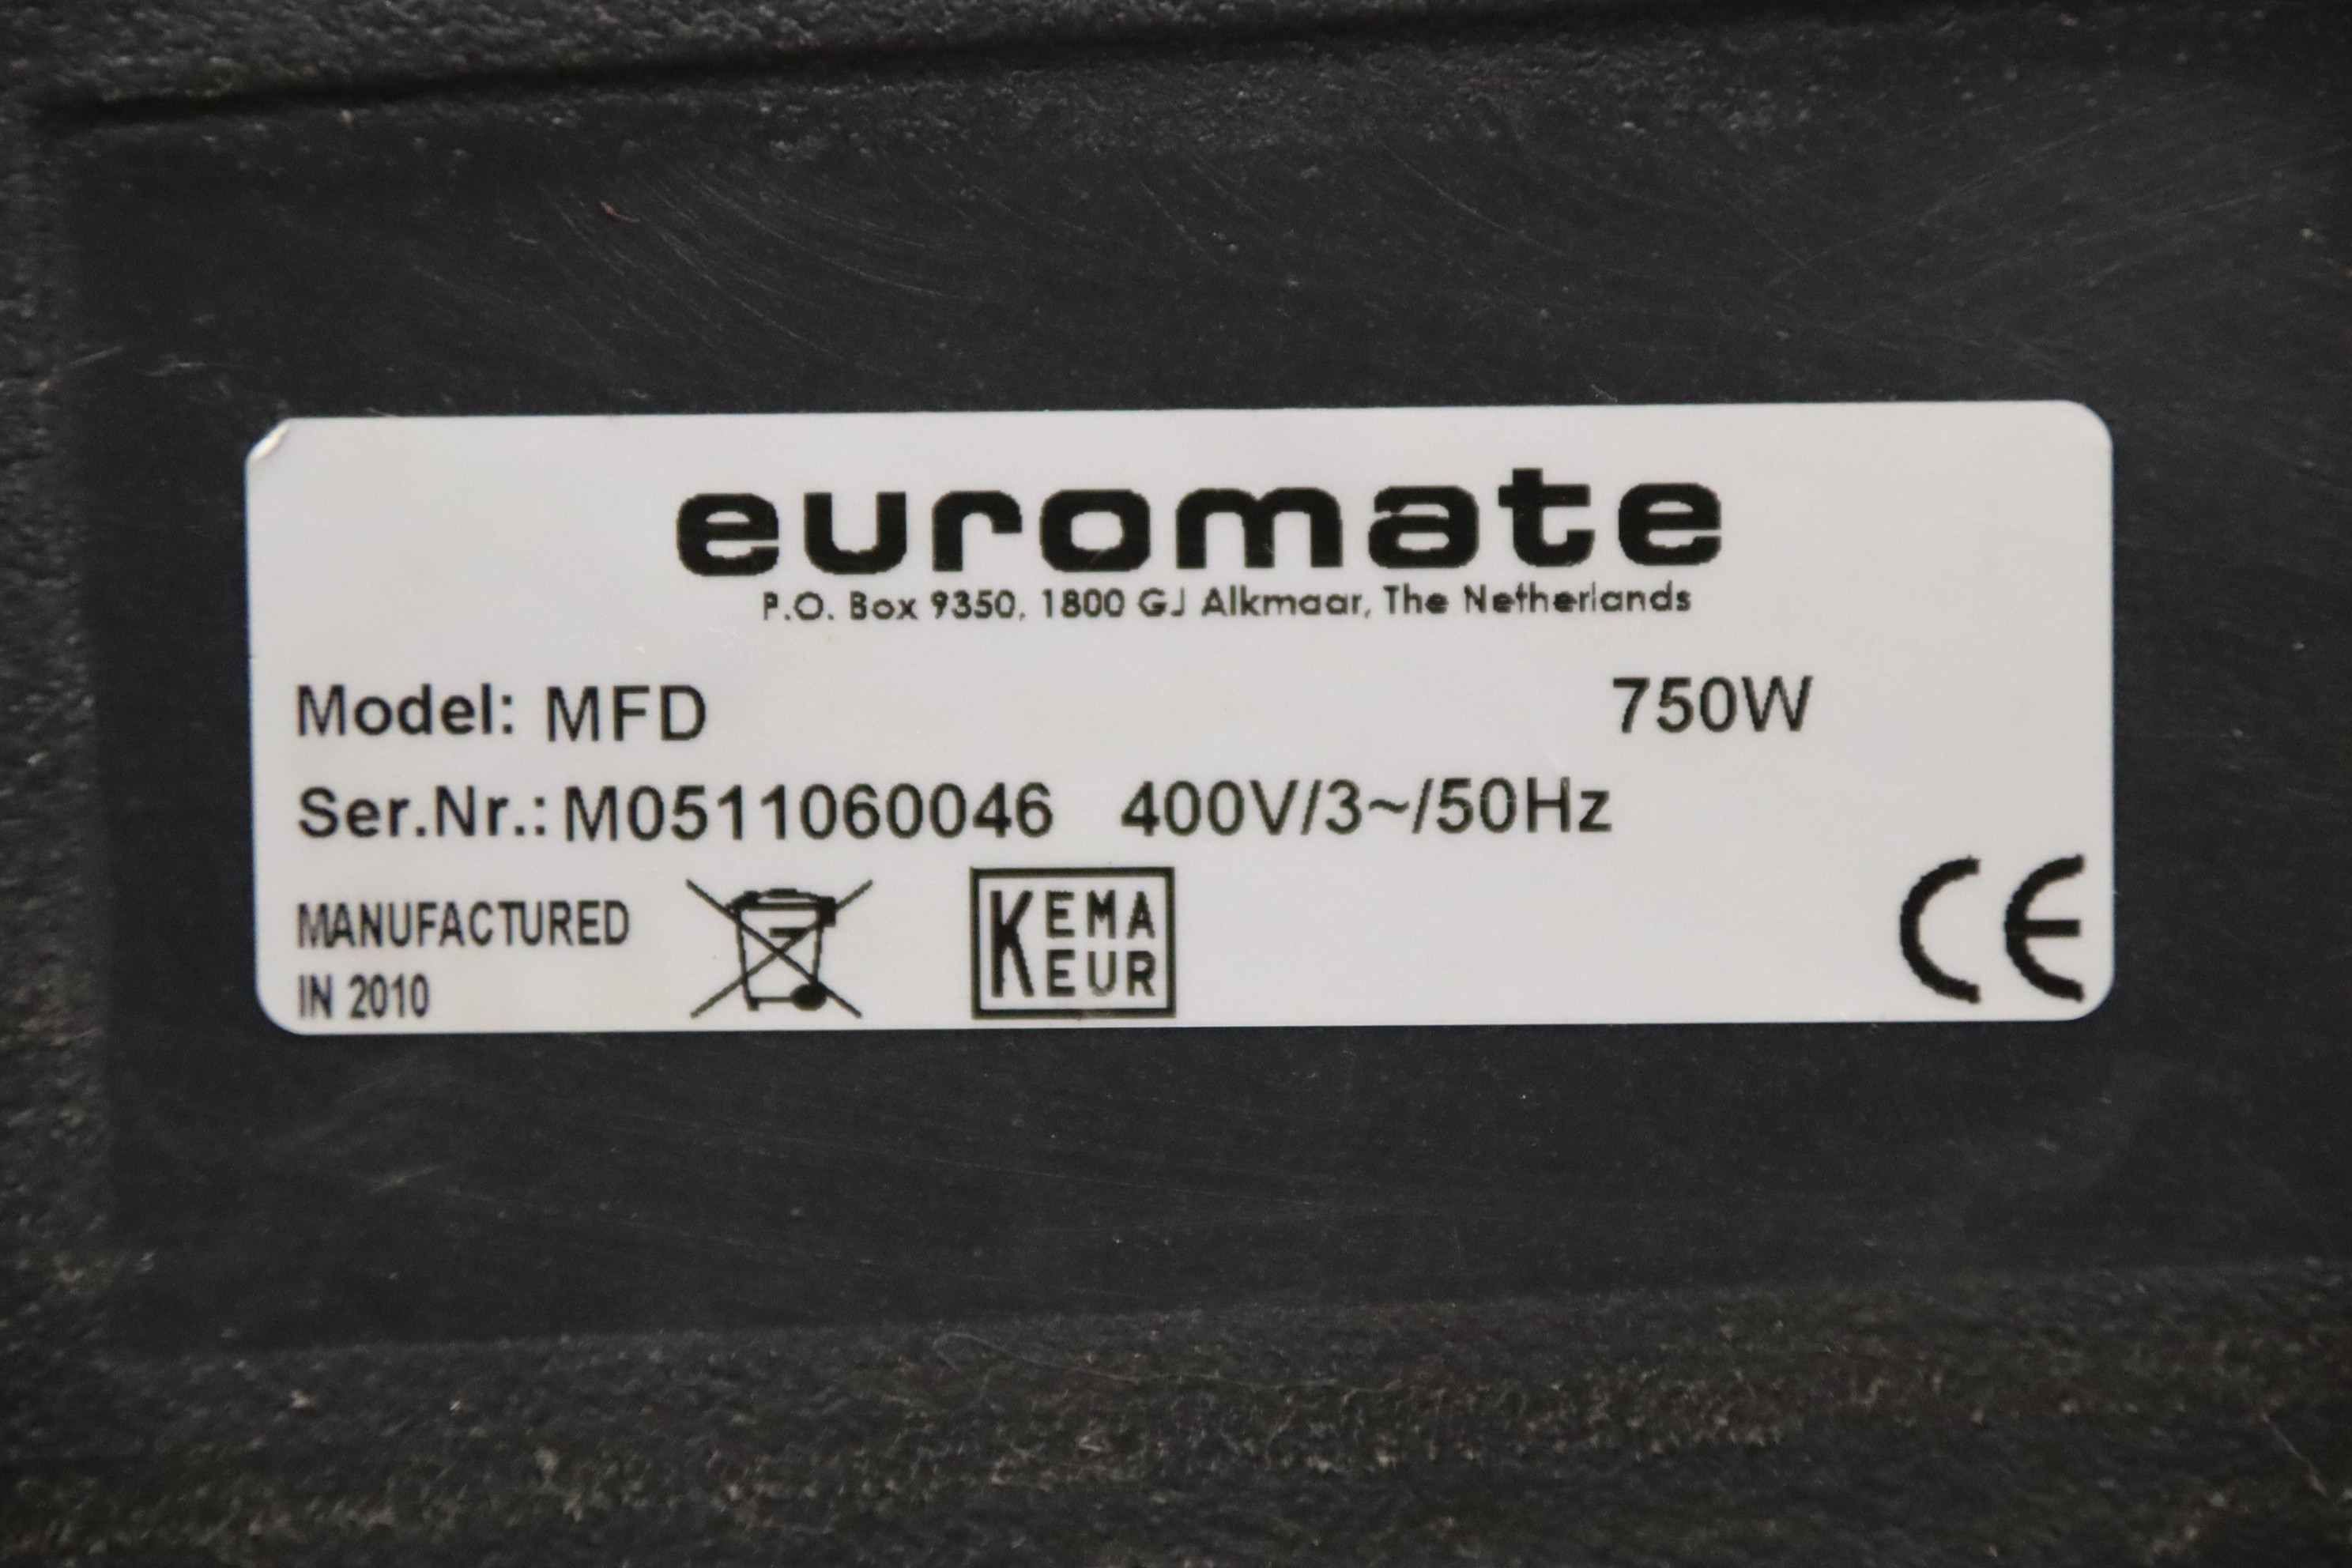 euromate
P.O. Box 9350, 1800 GJ Alkmaar, The Netherlands
Model: MFD 750W
Ser.Nr.: M0511060046 400V/3~/50Hz
MANUFACTURED
IN 2010
KEMA
KEUR
CE